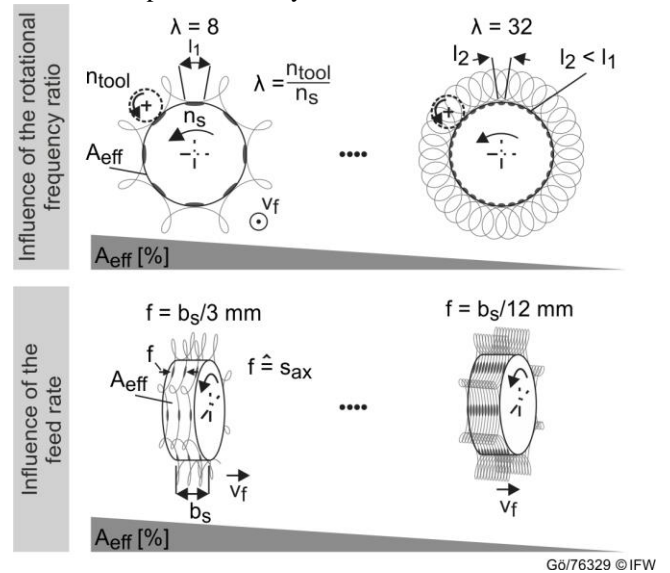 λ = 8
λ = 32
l1
l2
l2 < l1
ntool
λ = ntool/ns
ns
Aeff
vf
....
Influence of the rotational
frequency ratio
Aeff [%]
f = bs/3 mm
f = bs/12 mm
f
f ≙ sax
Aeff
....
vf
vf
bs
Influence of the
feed rate
Aeff [%]
Gö/76329 ©IFW